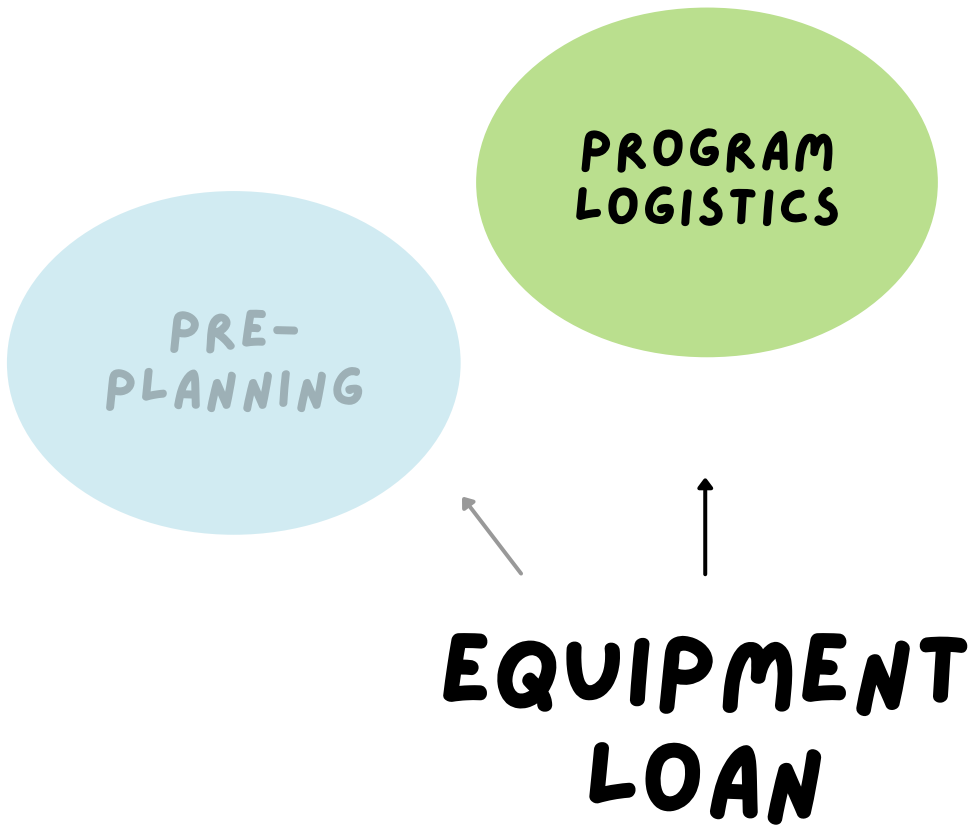 PROGRAM
LOGISTICS
PRE-
PLANNING
EQUIPMENT
LOAN